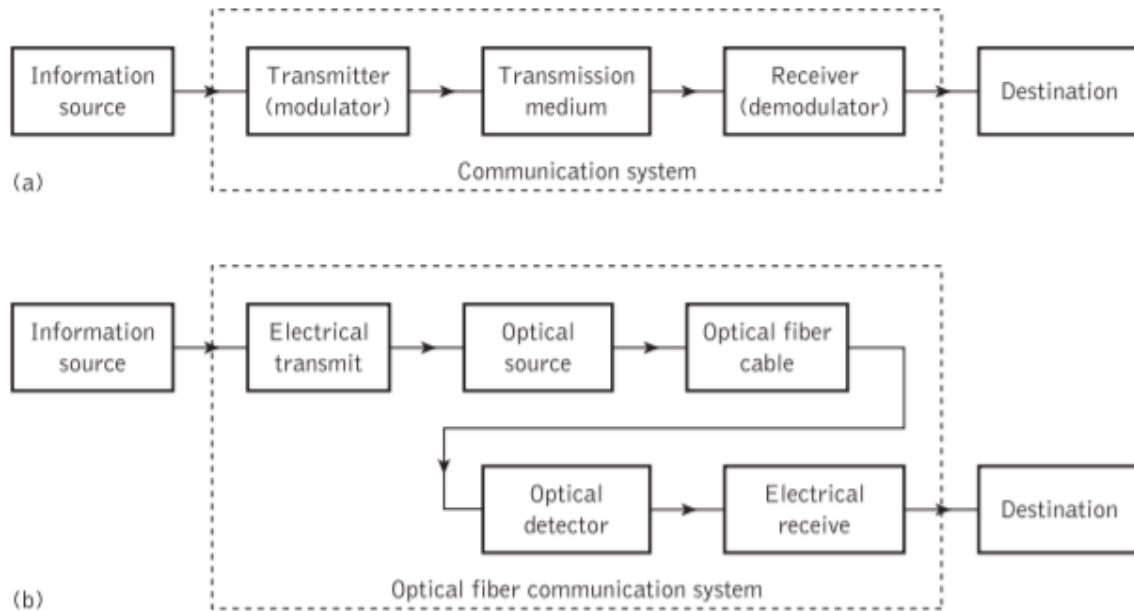 Information
source
Transmitter
(modulator)
Transmission
medium
Receiver
(demodulator)
Destination
Communication system
(a)
Information
source
Electrical
transmit
Optical
source
Optical fiber
cable
Optical
detector
Electrical
receive
Destination
Optical fiber communication system
(b)